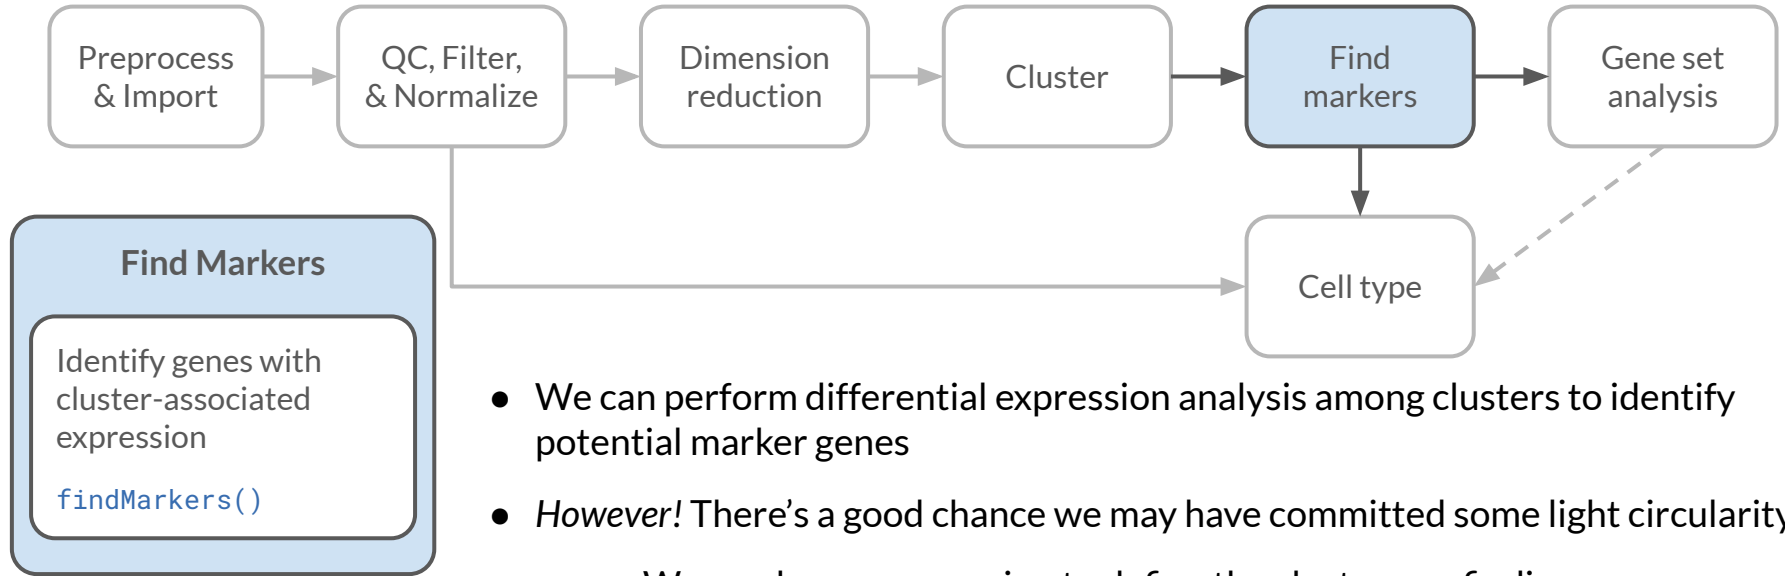 Preprocess
& Import
QC, Filter,
& Normalize
Dimension
reduction
Cluster
Find
markers
Gene set
analysis
Cell type
Find Markers
Identify genes with
cluster-associated
expression
findMarkers()
● We can perform differential expression analysis among clusters to identify
potential marker genes
● However! There’s a good chance we may have committed some light circularity